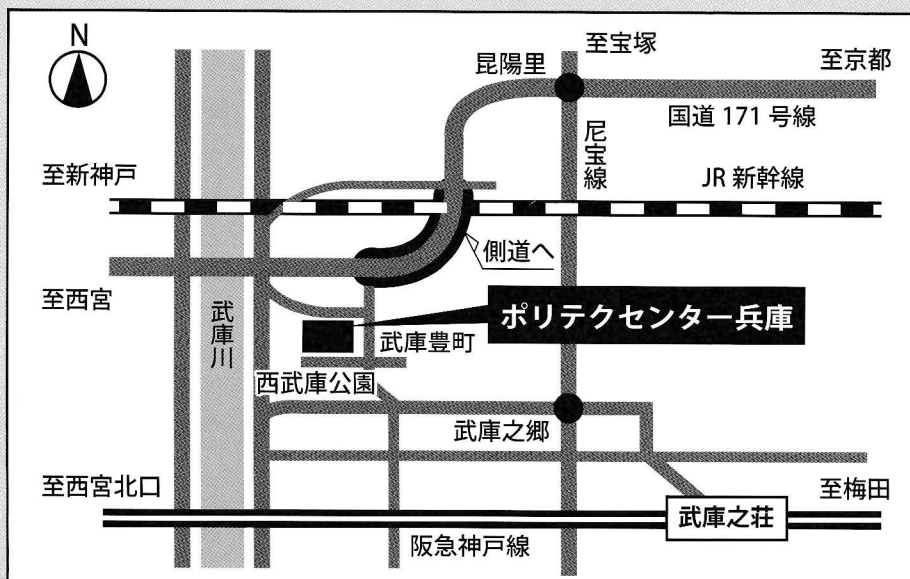 N
至宝塚
昆陽里
至京都
国道 171 号線
尼宝線
至新神戸
JR 新幹線
側道へ
至西宮
武庫川
ポリテクセンター兵庫
武庫豊町
西武庫公園
武庫之郷
至西宮北口
至梅田
武庫之荘
阪急神戸線